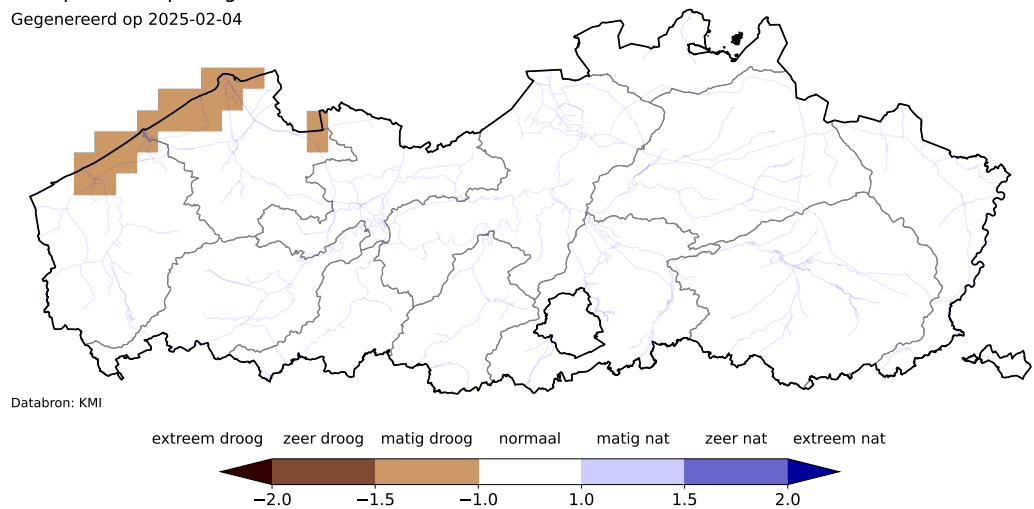 Gegenereerd op 2025-02-04
Databron: KMI
extreem droog zeer droog matig droog normaal matig nat zeer nat extreem nat
−2.0 −1.5 −1.0 1.0 1.5 2.0